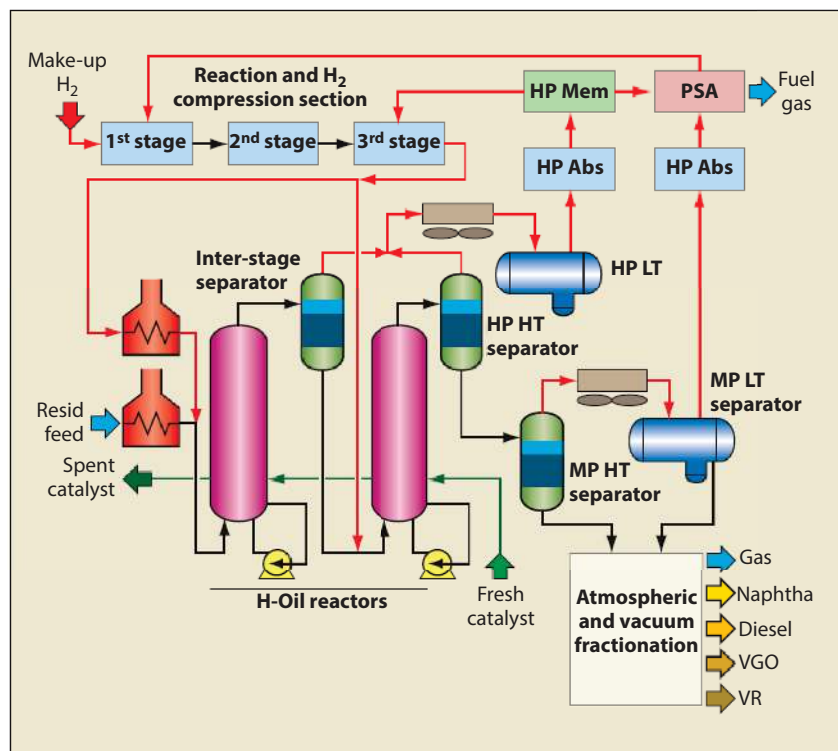 Make-up
H2
Reaction and H2
compression section
1st stage
2nd stage
3rd stage
HP Mem
PSA
Fuel
gas
HP Abs
HP Abs
Inter-stage
separator
HP LT
HP HT
separator
MP LT
separator
Resid
feed
Spent
catalyst
MP HT
separator
H-Oil reactors
Fresh
catalyst
Atmospheric
and vacuum
fractionation
Gas
Naphtha
Diesel
VGO
VR